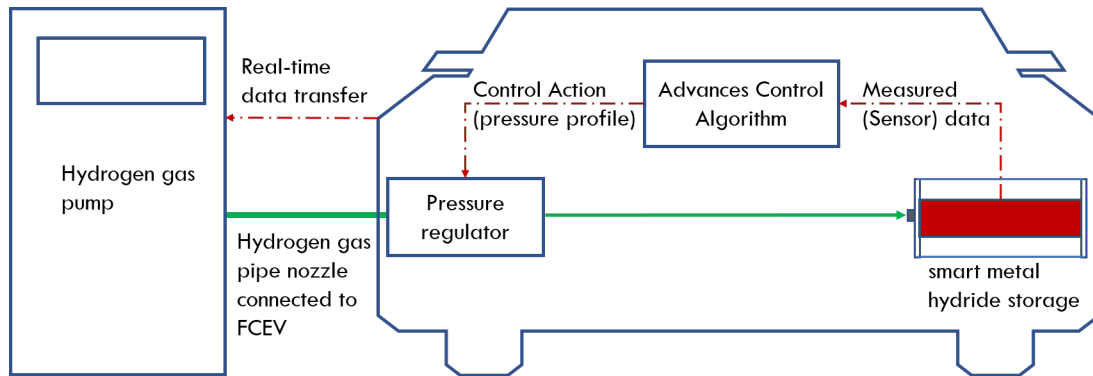 Real-time
data transfer
Control Action
(pressure profile)
Advances Control
Algorithm
Measured
(Sensor) data
Hydrogen gas
pump
Pressure
regulator
Hydrogen gas
pipe nozzle
connected to
FCEV
smart metal
hydride storage